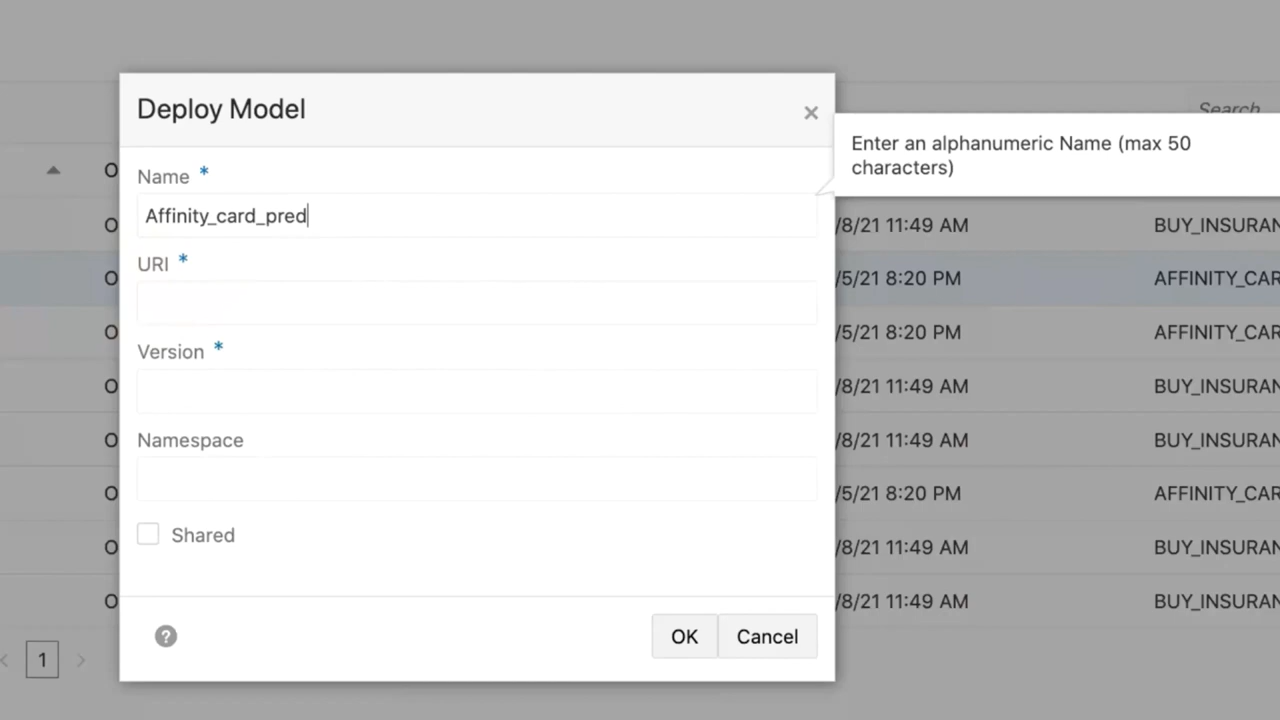 Deploy Model
×
Search
Enter an alphanumeric Name (max 50
characters)
Name *
Affinity_card_pred
URI *
Version *
Namespace
Shared
?
OK
Cancel
O
O /8/21 11:49 AM BUY_INSURAN
O /5/21 8:20 PM AFFINITY_CAR
O /5/21 8:20 PM AFFINITY_CAR
O /8/21 11:49 AM BUY_INSURAN
O /8/21 11:49 AM BUY_INSURAN
O /5/21 8:20 PM AFFINITY_CAR
O /8/21 11:49 AM BUY_INSURAN
O /8/21 11:49 AM BUY_INSURAN
1